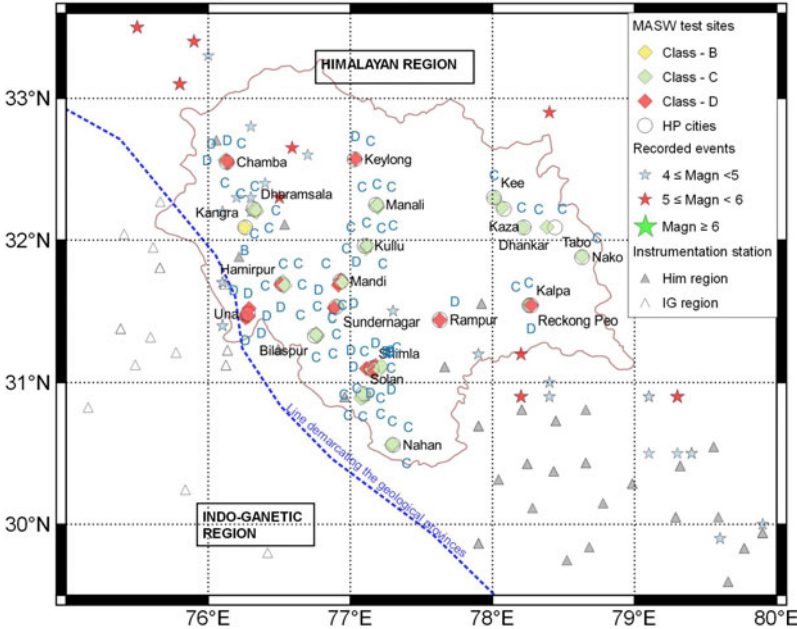 HIMALAYAN REGION
MASW test sites
Class - B
Class - C
Class - D
HP cities
Recorded events
4 ≤ Magn <5
5 ≤ Magn < 6
Magn ≥ 6
Instrumentation station
Him region
IG region
33°N
32°N
31°N
30°N
Chamba
Keylong
Dharamsala
Kangra
Manali
Kullu
Kee
Kaza
Dhankar
Tabo
Nako
Hamirpur
Mandi
Una
Sundernagar
Rampur
Kalpa
Reckong Peo
Bilaspur
Shimla
Solan
Nahan
Line demarcating the geological provinces
INDO-GANETIC
REGION
76°E
77°E
78°E
79°E
80°E